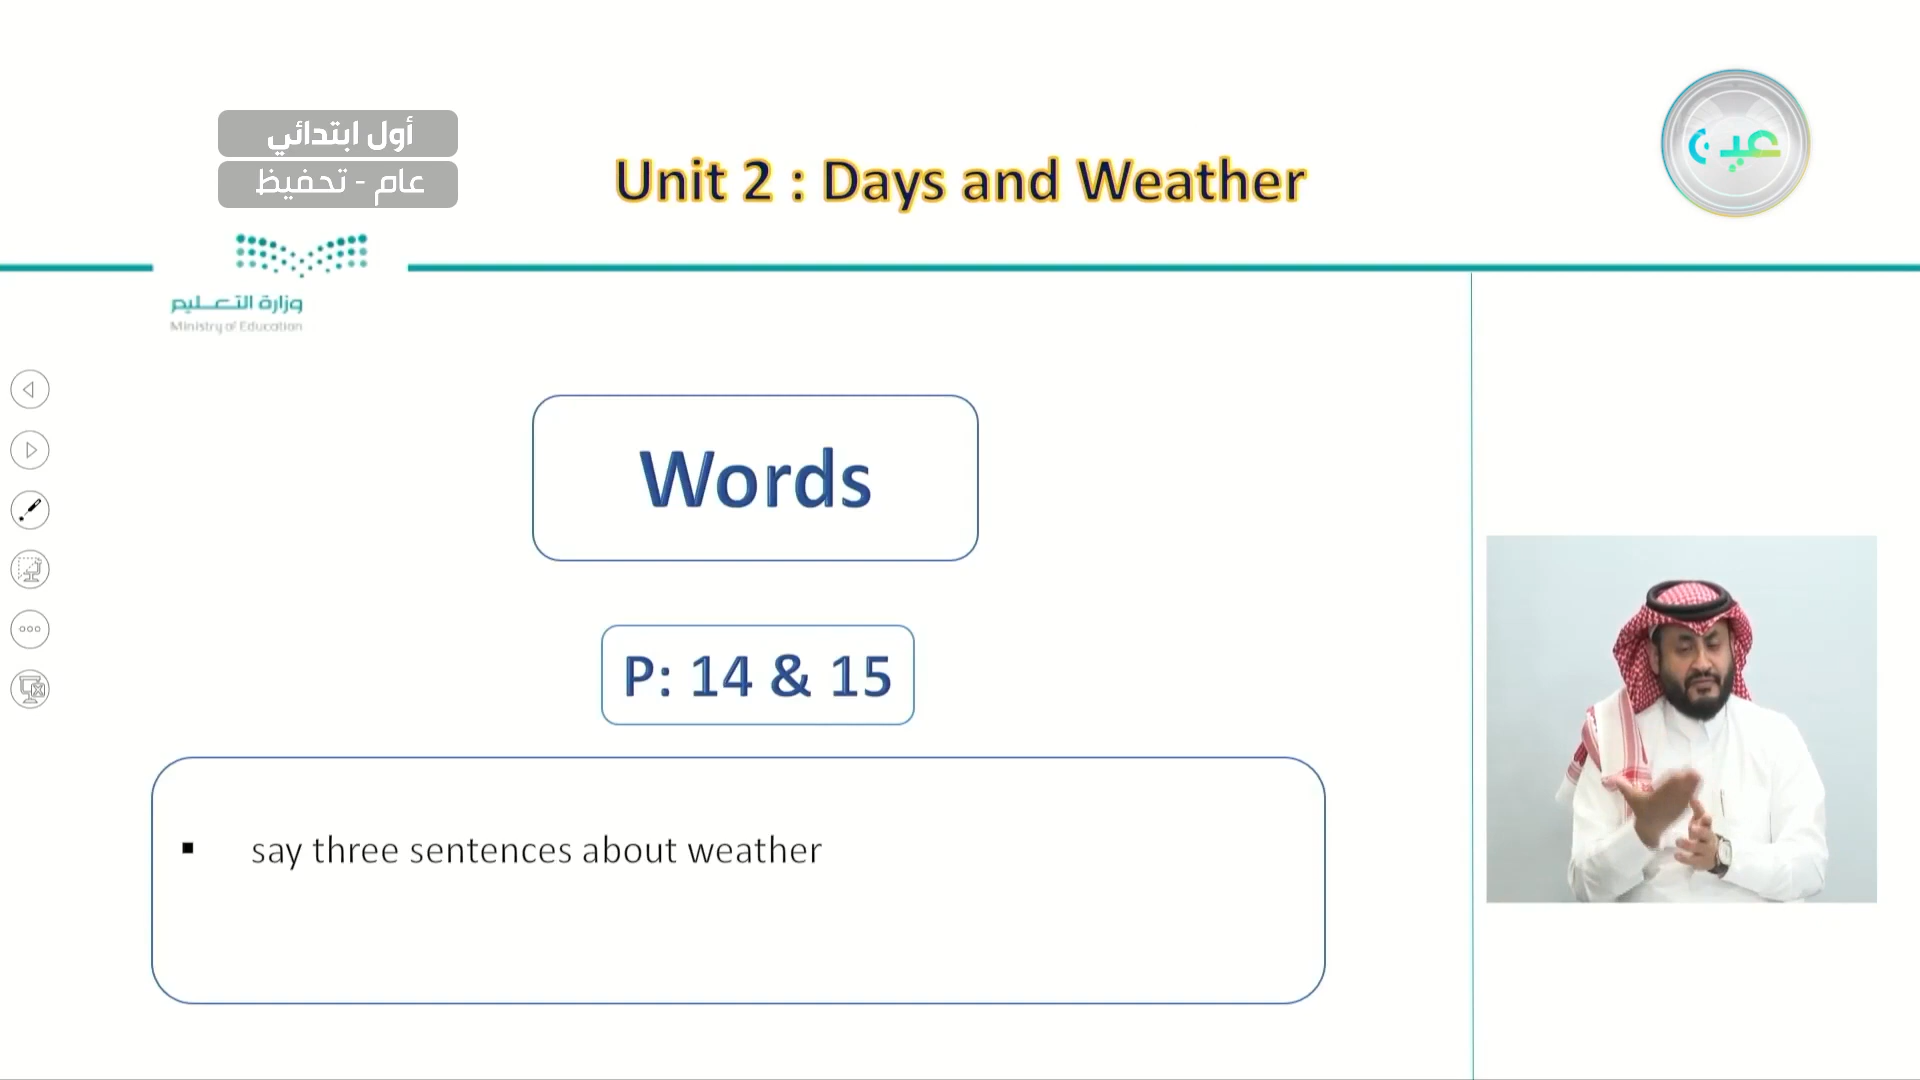 أول ابتدائي
عام - تحفيظ
Unit 2 : Days and Weather
عين
وزارة التعليم
Ministry of Education
Words
P: 14 & 15
▪ say three sentences about weather